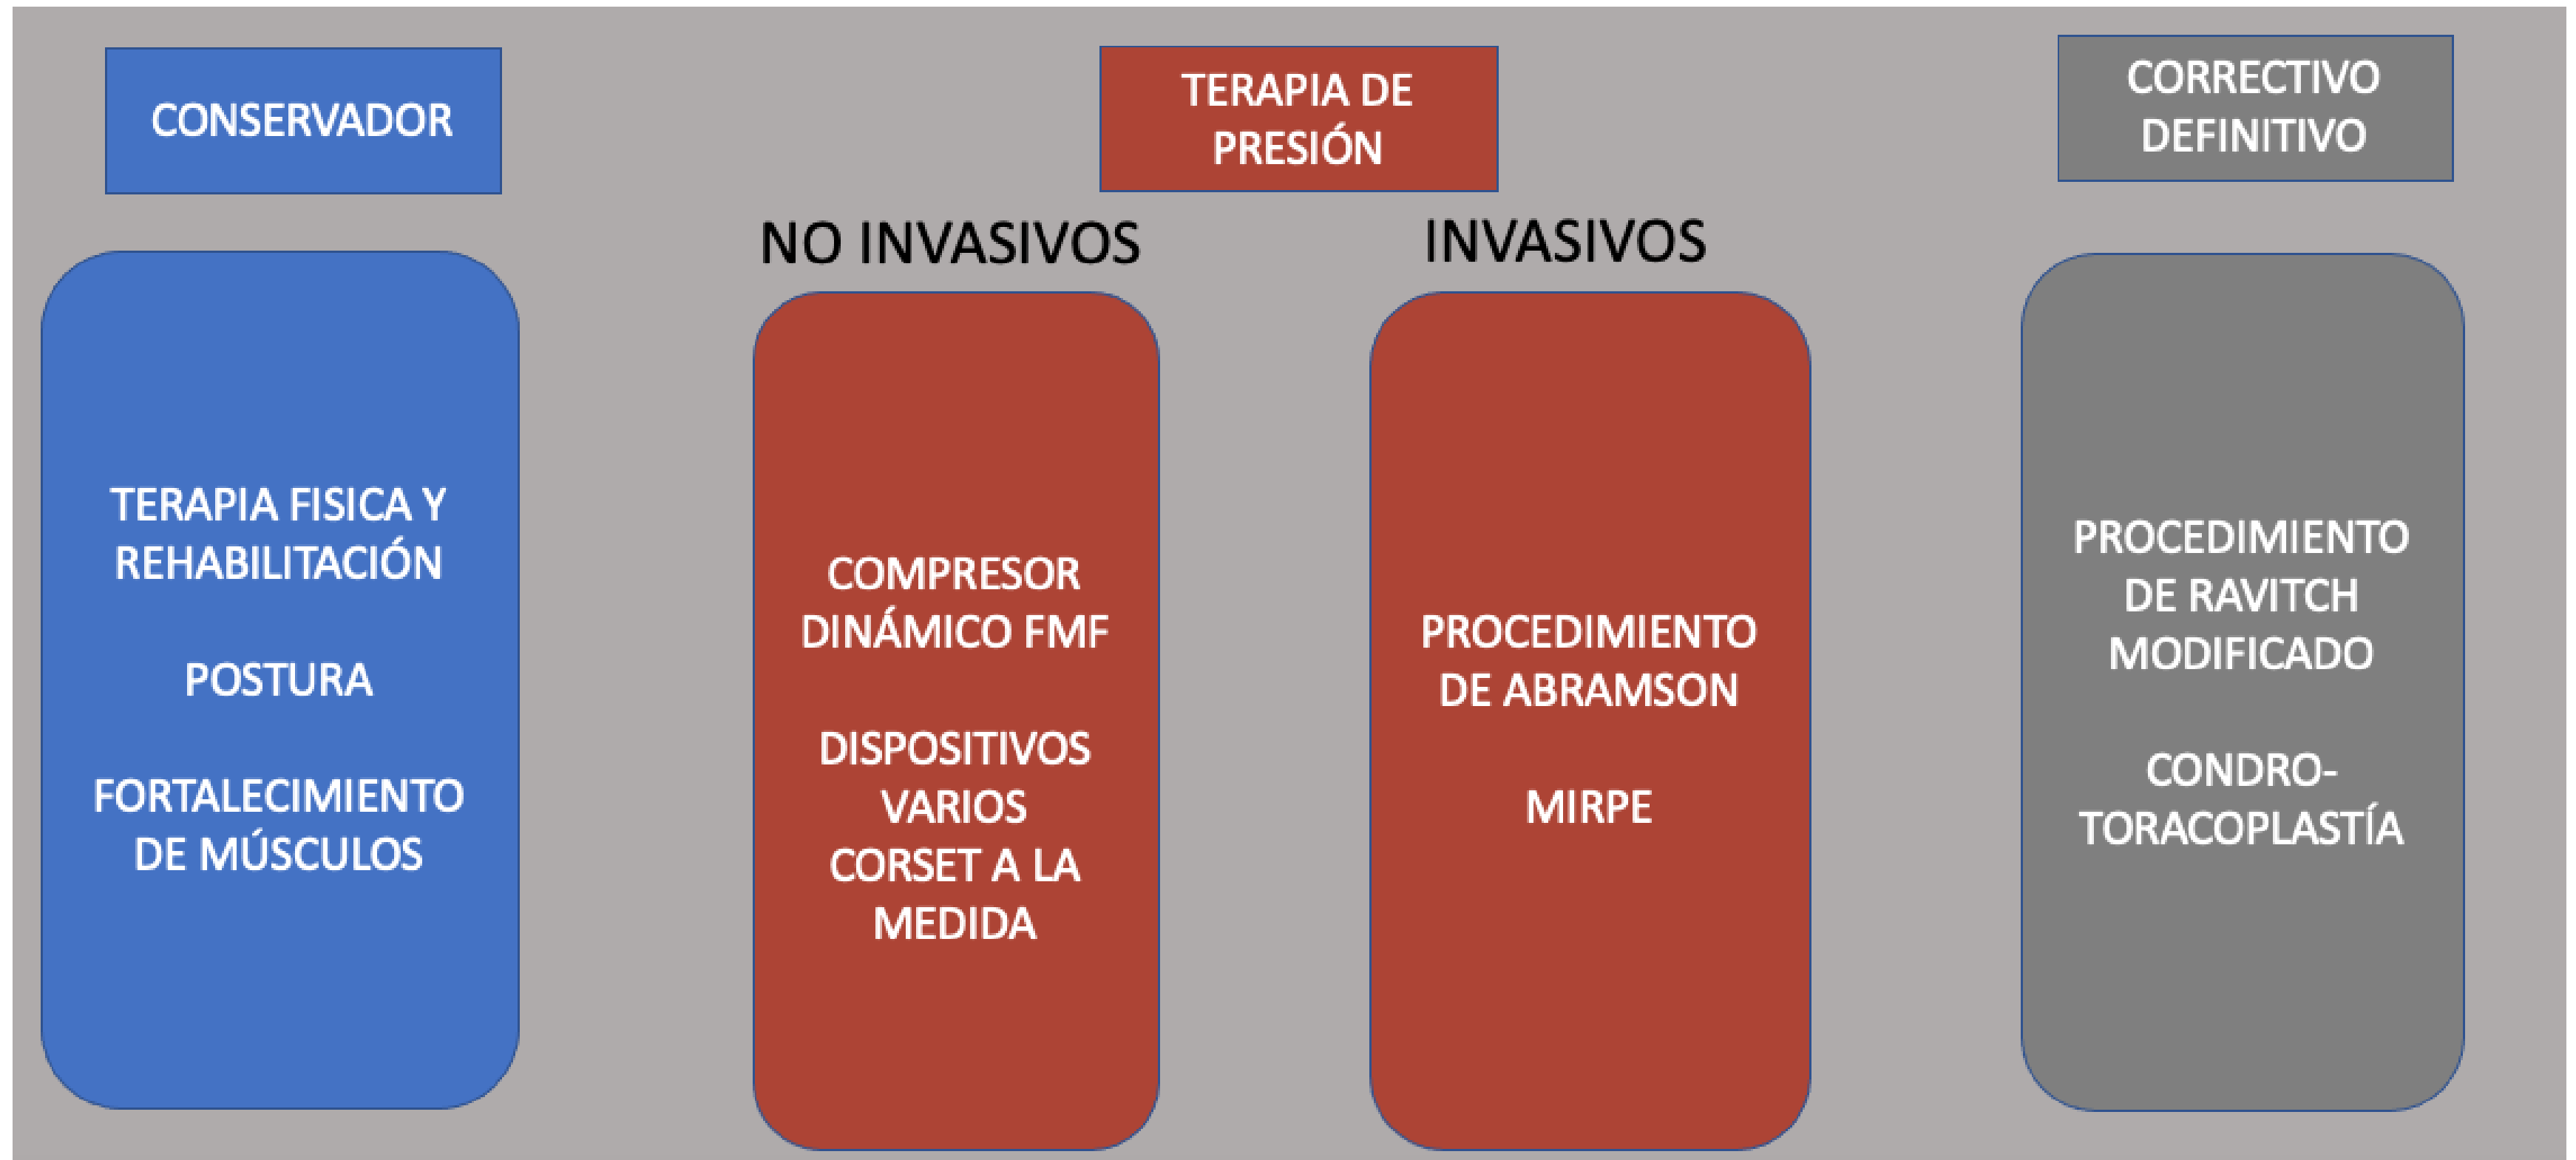 CONSERVADOR
TERAPIA FISICA Y
REHABILITACIÓN
POSTURA
FORTALECIMIENTO
DE MÚSCULOS
TERAPIA DE
PRESIÓN
NO INVASIVOS
COMPRESOR
DINÁMICO FMF
DISPOSITIVOS
VARIOS
CORSET A LA
MEDIDA
INVASIVOS
PROCEDIMIENTO
DE ABRAMSON
MIRPE
CORRECTIVO
DEFINITIVO
PROCEDIMIENTO
DE RAVITCH
MODIFICADO
CONDRO-
TORACOPLASTÍA